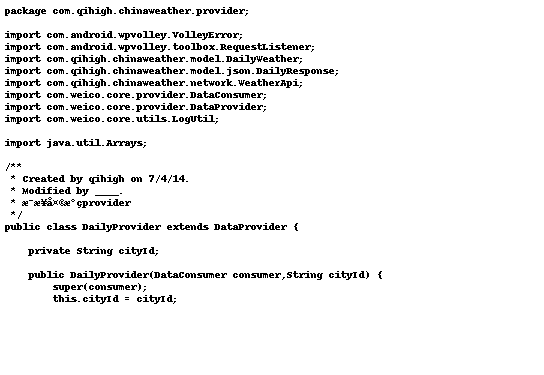 package com.qihigh.chinaweather.provider;

import com.android.wpvolley.VolleyError;
import com.android.wpvolley.toolbox.RequestListener;
import com.qihigh.chinaweather.model.DailyWeather;
import com.qihigh.chinaweather.model.json.DailyResponse;
import com.qihigh.chinaweather.network.WeatherApi;
import com.weico.core.provider.DataConsumer;
import com.weico.core.provider.DataProvider;
import com.weico.core.utils.LogUtil;

import java.util.Arrays;

/**
 * Created by qihigh on 7/4/14.
 * Modified by ____.
 * æ¯æ¥å¤©æ°çprovider
 */
public class DailyProvider extends DataProvider {

    private String cityId;

    public DailyProvider(DataConsumer consumer,String cityId) {
        super(consumer);
        this.cityId = cityId;